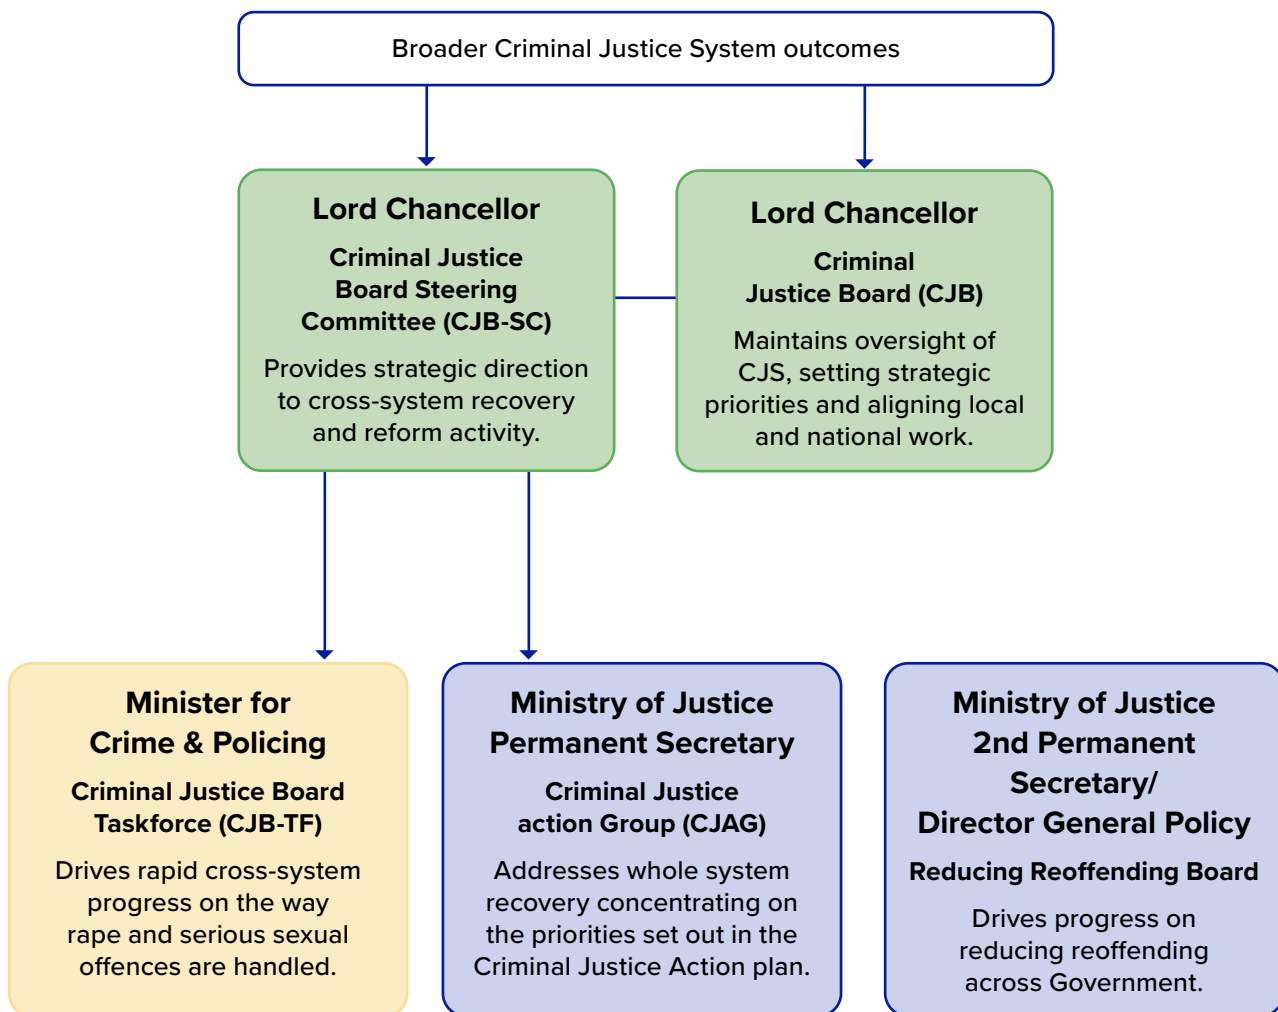 Broader Criminal Justice System outcomes
Lord Chancellor
Criminal Justice
Board Steering
Committee (CJB-SC)
Provides strategic direction
to cross-system recovery
and reform activity.
Lord Chancellor
Criminal
Justice Board (CJB)
Maintains oversight of
CJS, setting strategic
priorities and aligning local
and national work.
Minister for
Crime & Policing
Criminal Justice Board
Taskforce (CJB-TF)
Drives rapid cross-system
progress on the way
rape and serious sexual
offences are handled.
Ministry of Justice
Permanent Secretary
Criminal Justice
action Group (CJAG)
Addresses whole system
recovery concentrating on
the priorities set out in the
Criminal Justice Action plan.
Ministry of Justice
2nd Permanent
Secretary/
Director General Policy
Reducing Reoffending Board
Drives progress on
reducing reoffending
across Government.